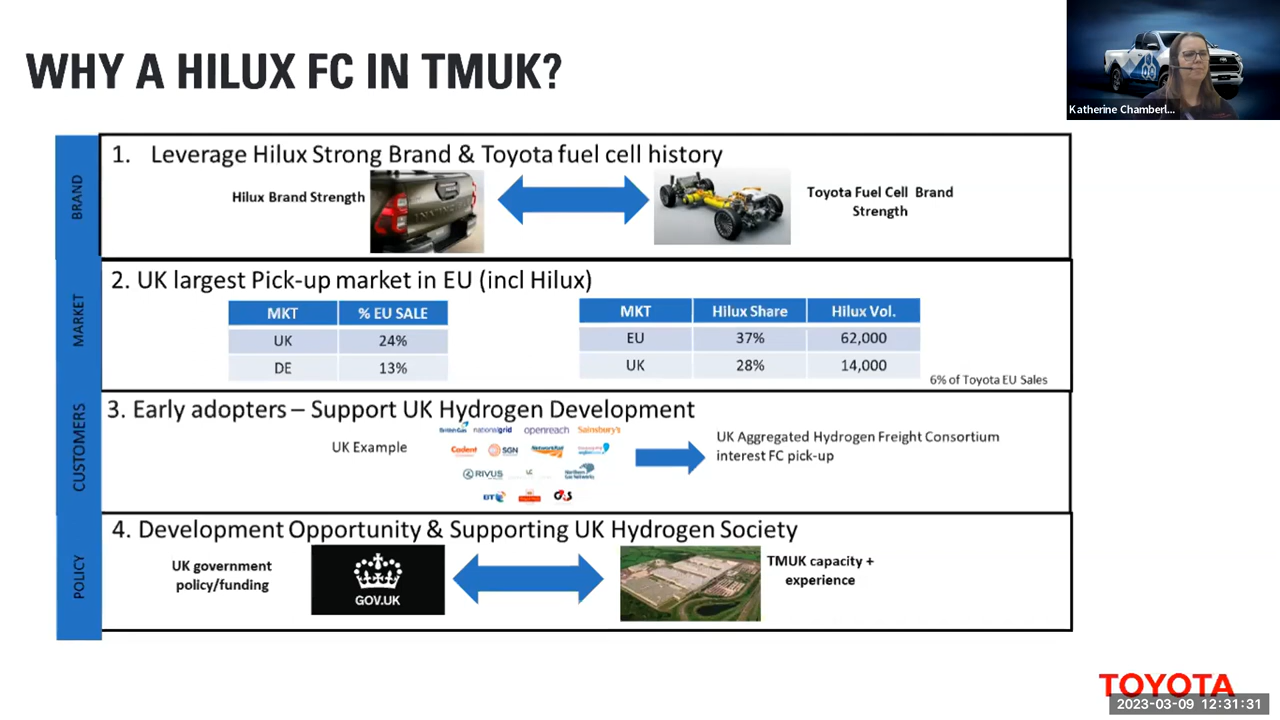 WHY A HILUX FC IN TMUK?
Katherine Chamberl...
BRAND
1. Leverage Hilux Strong Brand & Toyota fuel cell history
Hilux Brand Strength
INVINCIBLE
Toyota Fuel Cell Brand
Strength
MARKET
2. UK largest Pick-up market in EU (incl Hilux)
MKT % EU SALE
UK 24%
DE 13%
MKT Hilux Share Hilux Vol.
EU 37% 62,000
UK 28% 14,000
6% of Toyota EU Sales
CUSTOMERS
3. Early adopters – Support UK Hydrogen Development
UK Example
British Gas nationalgrid openreach Sainsbury's
Cadent SGN NetworkRail
RIVUS Northern Gas Networks
BT G4S
UK Aggregated Hydrogen Freight Consortium
interest FC pick-up
POLICY
4. Development Opportunity & Supporting UK Hydrogen Society
UK government
policy/funding
GOV.UK
TMUK capacity +
experience
TOYOTA
2023-03-09 12:31:31